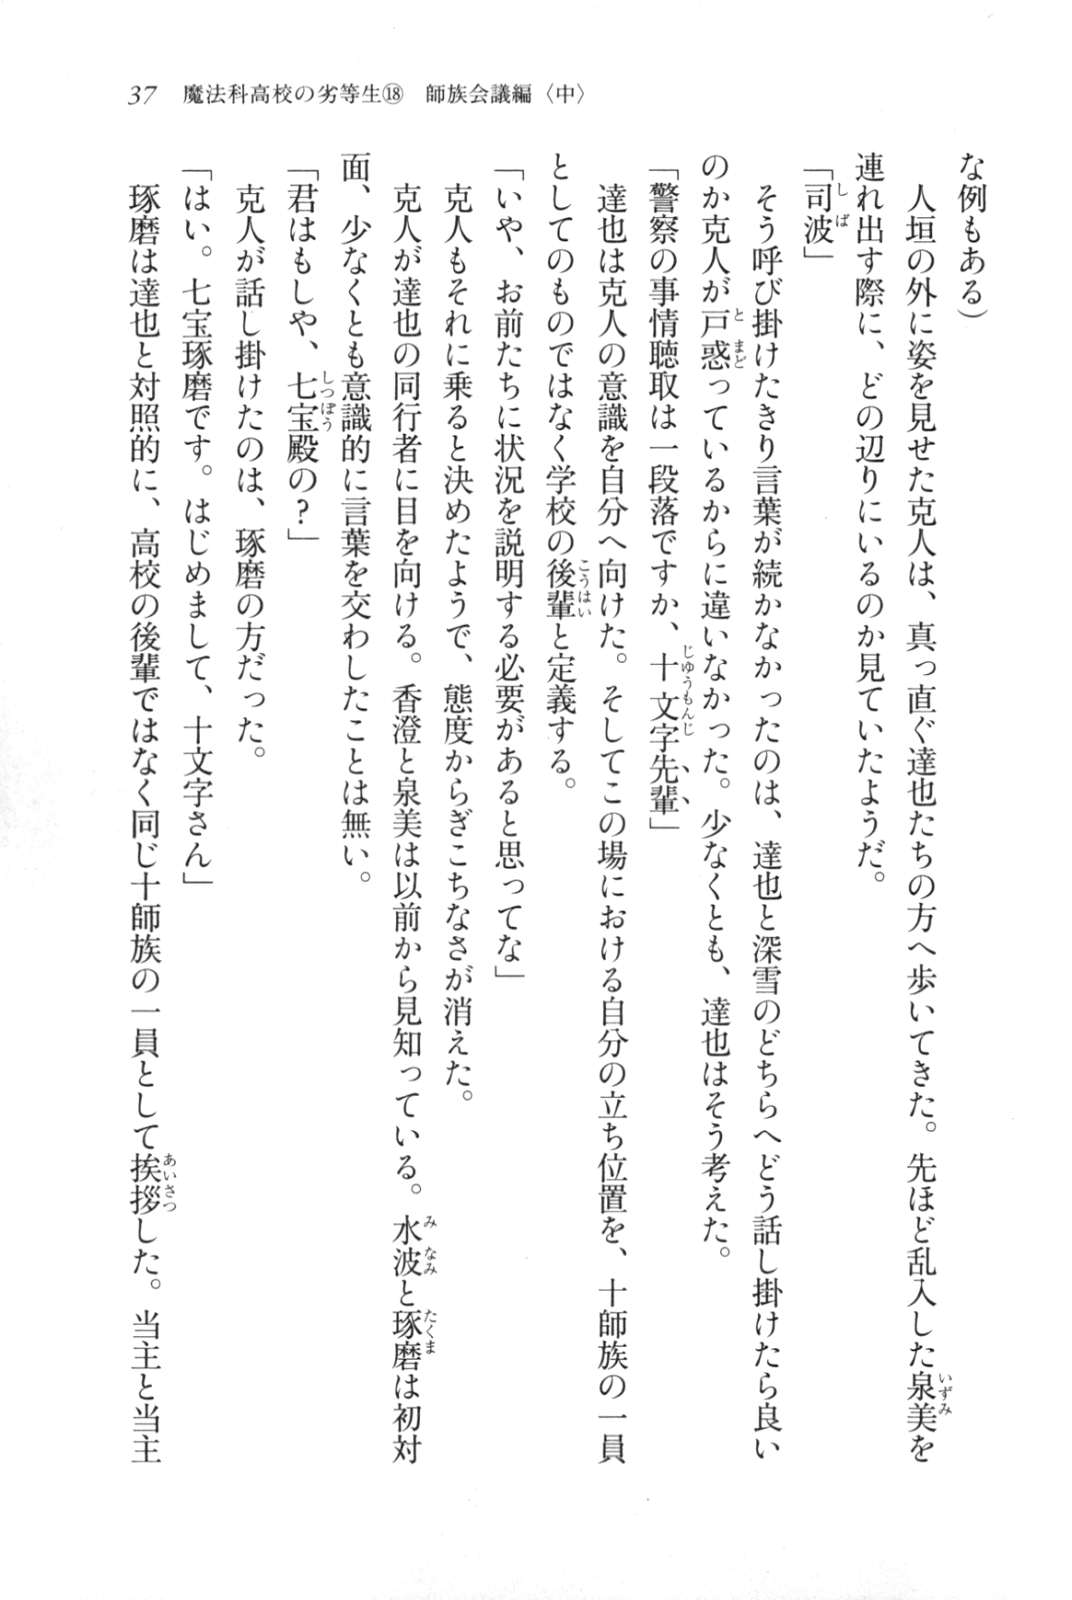 37　魔法科高校の劣等生⑱　師族会議編〈中〉
な例もある）
　人垣の外に姿を見せた克人は、真っ直ぐ達也たちの方へ歩いてきた。先ほど乱入した泉美を
連れ出す際に、どの辺りにいるのか見ていたようだ。
「司波」
　そう呼び掛けたきり言葉が続かなかったのは、達也と深雪のどちらへどう話し掛けたら良い
のか克人が戸惑っているからに違いなかった。少なくとも、達也はそう考えた。
「警察の事情聴取は一段落ですか、十文字先輩」
　達也は克人の意識を自分へ向けた。そしてこの場における自分の立ち位置を、十師族の一員
としてのものではなく学校の後輩と定義する。
「いや、お前たちに状況を説明する必要があると思ってな」
　克人もそれに乗ると決めたようで、態度からぎこちなさが消えた。
　克人が達也の同行者に目を向ける。香澄と泉美は以前から見知っている。水波と琢磨は初対
面、少なくとも意識的に言葉を交わしたことは無い。
「君はもしや、七宝殿の？」
　克人が話し掛けたのは、琢磨の方だった。
「はい。七宝琢磨です。はじめまして、十文字さん」
　琢磨は達也と対照的に、高校の後輩ではなく同じ十師族の一員として挨拶した。当主と当主